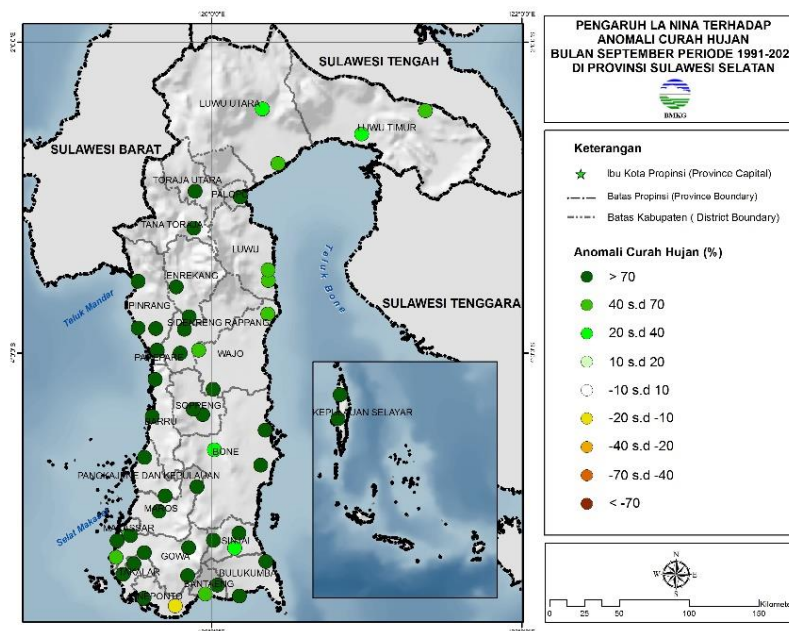 PENGARUH LA NINA TERHADAP
ANOMALI CURAH HUJAN
BULAN SEPTEMBER PERIODE 1991-202
DI PROVINSI SULAWESI SELATAN
BMKG
Keterangan
Ibu Kota Propinsi (Province Capital)
Batas Propinsi (Province Boundary)
Batas Kabupaten ( District Boundary)
Anomali Curah Hujan (%)
> 70
40 s.d 70
20 s.d 40
10 s.d 20
-10 s.d 10
-20 s.d -10
-40 s.d -20
-70 s.d -40
< -70
N
W E
S
0 25 50 100 150
Kilometer
SULAWESI TENGAH
LUWU UTARA
LUWU TIMUR
SULAWESI BARAT
TORAJA UTARA
TANA TORAJA
LUWU
Teluk Bone
ENREKANG
Teluk Mandar
PINRANG
SULAWESI TENGGARA
SIDENRENG RAPPANG
WAJO
SOPPENG
KEPULAUAN SELAYAR
BARRU
BONE
PANGKAJENE DAN KEPULAUAN
MAROS
SINJAI
GOWA
BULUKUMBA
BANTAENG